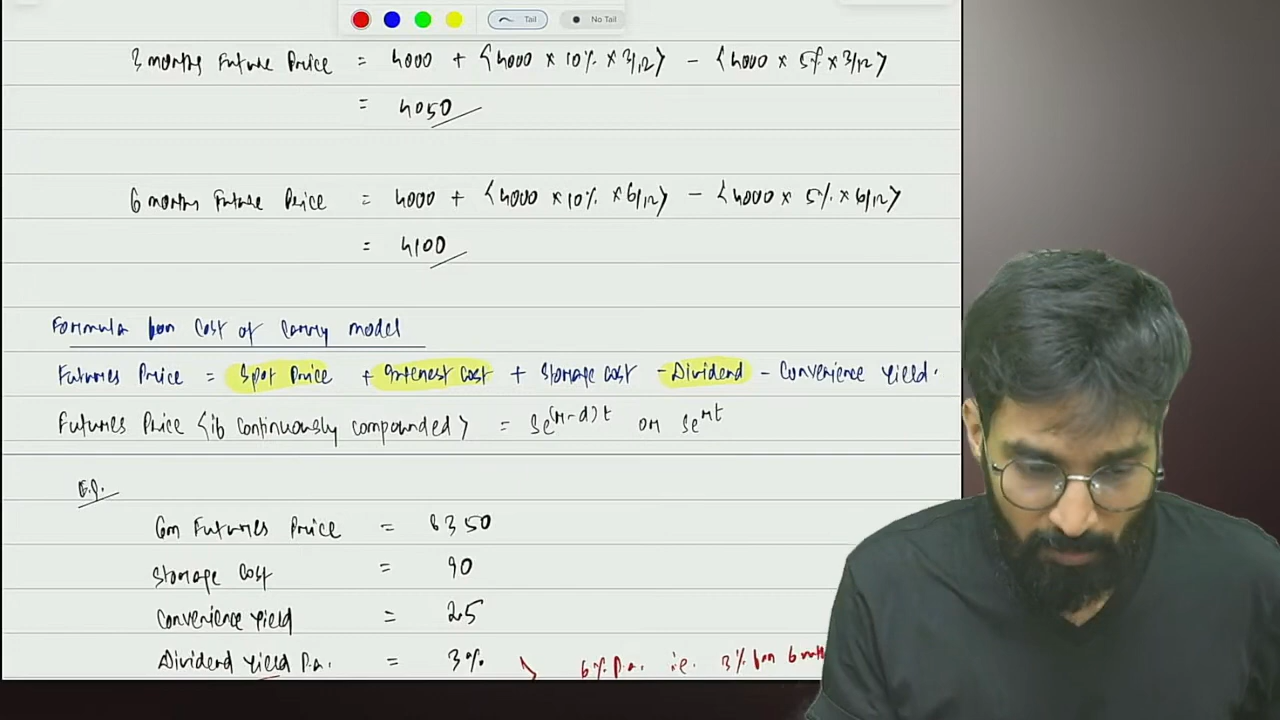 Tail No Tail
3 months Future Price = 4000 + {4000 × 10% × 3/12} - {4000 × 5% × 3/12}
= 4050
6 months Future Price = 4000 + {4000 × 10% × 6/12} - {4000 × 5% × 6/12}
= 4100
Formula for Cost of Carry model
Futures Price = Spot Price + Interest Cost + Storage Cost - Dividend - Convenience Yield.
Futures Price {if continuously compounded} = Se^(r-d)t or Se^rt
E.g.
6m Futures Price = 8350
Storage Cost = 90
Convenience Yield = 25
Dividend Yield P.a. = 3% 6% P.a. i.e. 3% for 6